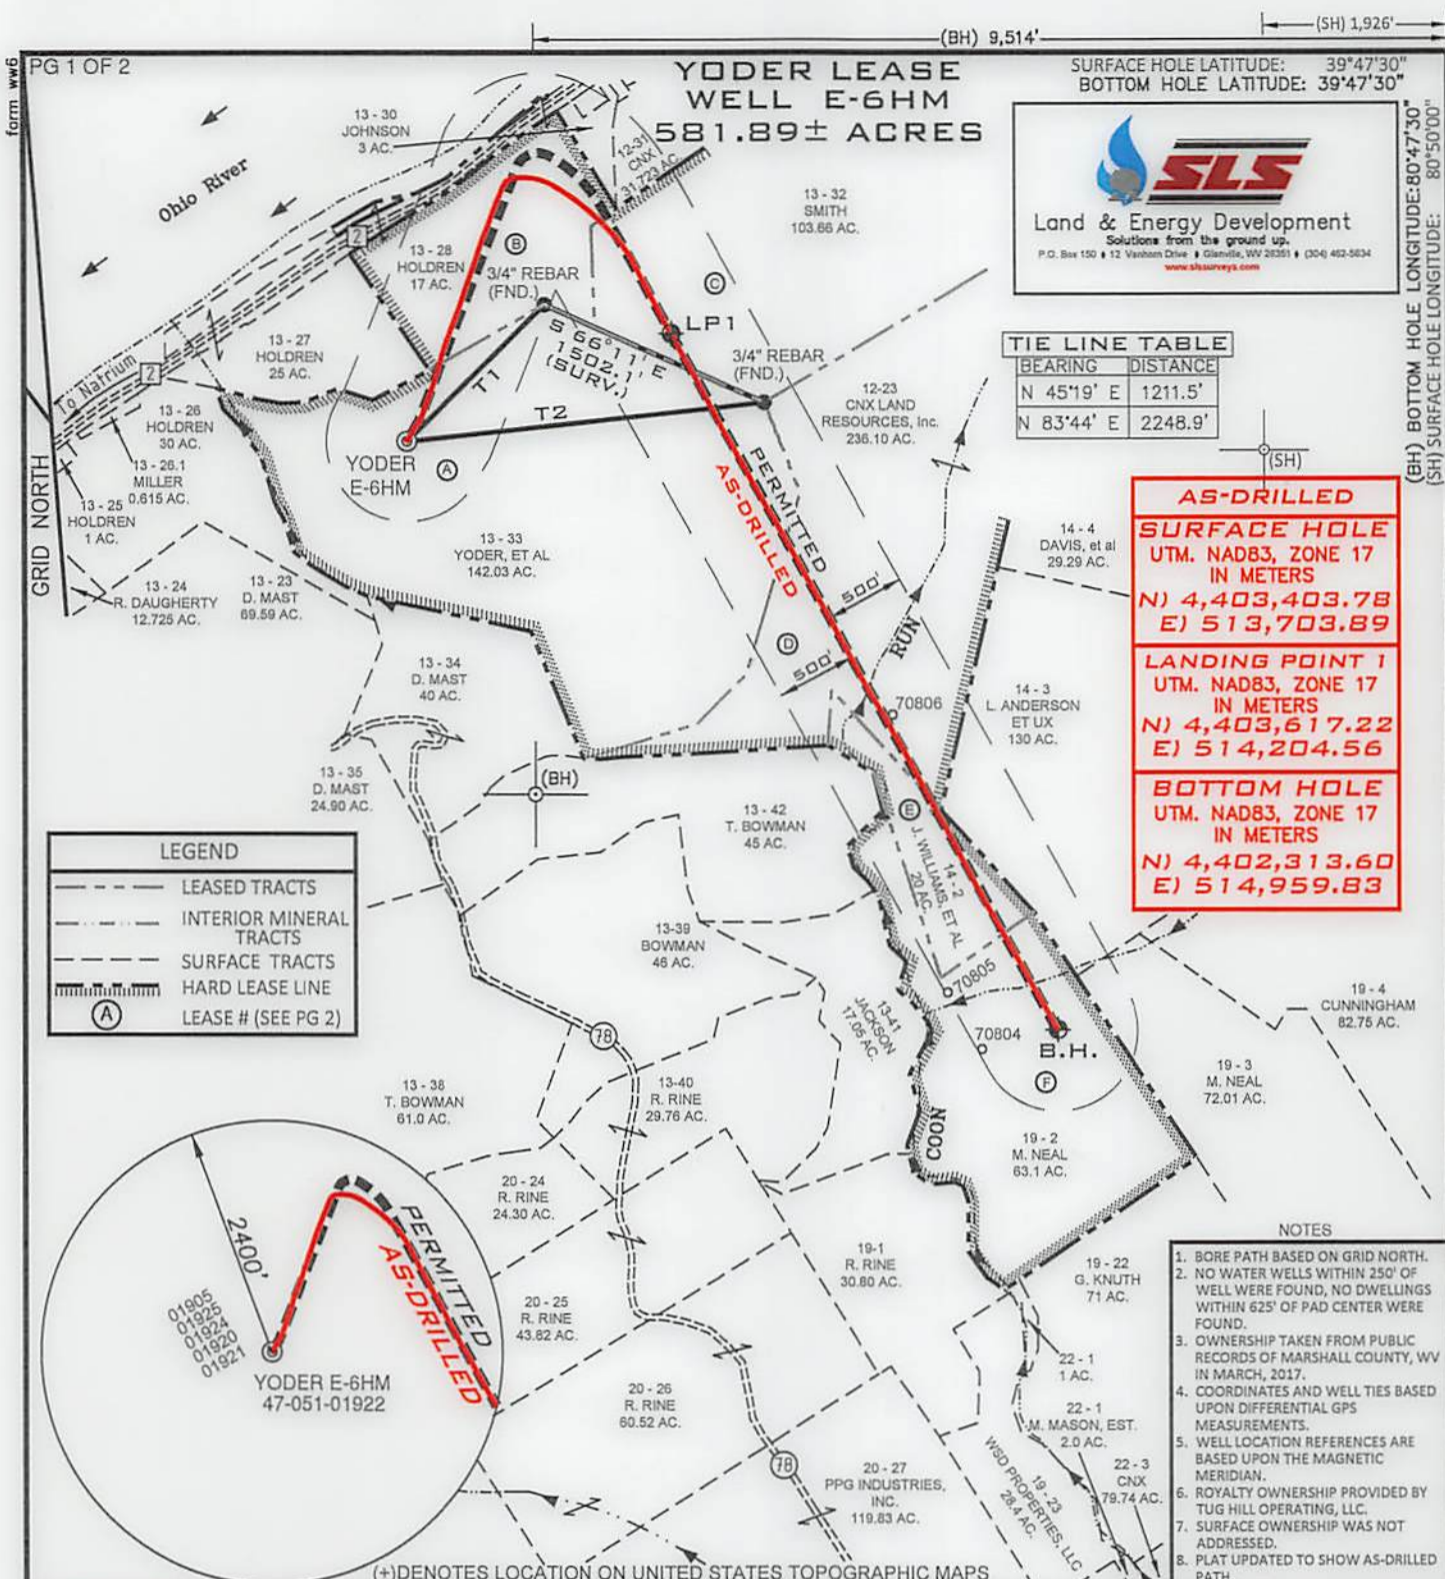 (SH) 1,926'
(BH) 9,514'
form ww6
PG 1 OF 2
YODER LEASE
WELL E-6HM
581.89± ACRES
SURFACE HOLE LATITUDE: 39°47'30"
BOTTOM HOLE LATITUDE: 39°47'30"
(BH) BOTTOM HOLE LONGITUDE:80°47'30"
(SH) SURFACE HOLE LONGITUDE: 80°50'00"
SLS
Land & Energy Development
Solutions from the ground up.
P.O. Box 150 ♦ 12 Vanhorn Drive ♦ Glenville, WV 26351 ♦ (304) 462-5634
www.slssurveys.com
Ohio River
13 - 30
JOHNSON
3 AC.
12-31
CNX
31.723 AC.
13 - 32
SMITH
103.66 AC.
2
13 - 28
HOLDREN
17 AC.
B
3/4" REBAR
(FND.)
C
LP1
S 66°11' E
1502.1'
(SURV.)
3/4" REBAR
(FND.)
TIE LINE TABLE
BEARING DISTANCE
N 45°19' E 1211.5'
N 83°44' E 2248.9'
13 - 27
HOLDREN
25 AC.
To Natrium
2
T1
T2
12-23
CNX LAND
RESOURCES, Inc.
236.10 AC.
13 - 26
HOLDREN
30 AC.
13 - 26.1
MILLER
0.615 AC.
13 - 25
HOLDREN
1 AC.
YODER
E-6HM
A
PERMITTED
AS-DRILLED
(SH)
GRID NORTH
13 - 24
R. DAUGHERTY
12.725 AC.
13 - 23
D. MAST
69.59 AC.
13 - 33
YODER, ET AL
142.03 AC.
14 - 4
DAVIS, et al
29.29 AC.
500'
500'
D
RUN
13 - 34
D. MAST
40 AC.
70806
14 - 3
L. ANDERSON
ET UX
130 AC.
AS-DRILLED
SURFACE HOLE
UTM. NAD83, ZONE 17
IN METERS
N) 4,403,403.78
E) 513,703.89
LANDING POINT 1
UTM. NAD83, ZONE 17
IN METERS
N) 4,403,617.22
E) 514,204.56
BOTTOM HOLE
UTM. NAD83, ZONE 17
IN METERS
N) 4,402,313.60
E) 514,959.83
13 - 35
D. MAST
24.90 AC.
(BH)
13 - 42
T. BOWMAN
45 AC.
E
14 - 2
J. WILLIAMS, ET AL
20 AC.
LEGEND
LEASED TRACTS
INTERIOR MINERAL
TRACTS
SURFACE TRACTS
HARD LEASE LINE
A LEASE # (SEE PG 2)
13-39
BOWMAN
46 AC.
13-41
JACKSON
17.05 AC.
70805
70804
B.H.
F
19 - 4
CUNNINGHAM
82.75 AC.
78
13 - 38
T. BOWMAN
61.0 AC.
13-40
R. RINE
29.76 AC.
19 - 3
M. NEAL
72.01 AC.
COON
19 - 2
M. NEAL
63.1 AC.
20 - 24
R. RINE
24.30 AC.
2400'
PERMITTED
AS-DRILLED
01905
01925
01924
01920
01921
YODER E-6HM
47-051-01922
20 - 25
R. RINE
43.82 AC.
19-1
R. RINE
30.80 AC.
19 - 22
G. KNUTH
71 AC.
20 - 26
R. RINE
60.52 AC.
22 - 1
1 AC.
22 - 1
M. MASON, EST.
2.0 AC.
78
20 - 27
PPG INDUSTRIES,
INC.
119.83 AC.
19 - 23
WSD PROPERTIES, LLC
28.4 AC.
22 - 3
CNX
79.74 AC.
NOTES
1. BORE PATH BASED ON GRID NORTH.
2. NO WATER WELLS WITHIN 250' OF
WELL WERE FOUND, NO DWELLINGS
WITHIN 625' OF PAD CENTER WERE
FOUND.
3. OWNERSHIP TAKEN FROM PUBLIC
RECORDS OF MARSHALL COUNTY, WV
IN MARCH, 2017.
4. COORDINATES AND WELL TIES BASED
UPON DIFFERENTIAL GPS
MEASUREMENTS.
5. WELL LOCATION REFERENCES ARE
BASED UPON THE MAGNETIC
MERIDIAN.
6. ROYALTY OWNERSHIP PROVIDED BY
TUG HILL OPERATING, LLC.
7. SURFACE OWNERSHIP WAS NOT
ADDRESSED.
8. PLAT UPDATED TO SHOW AS-DRILLED
PATH
(+)DENOTES LOCATION ON UNITED STATES TOPOGRAPHIC MAPS